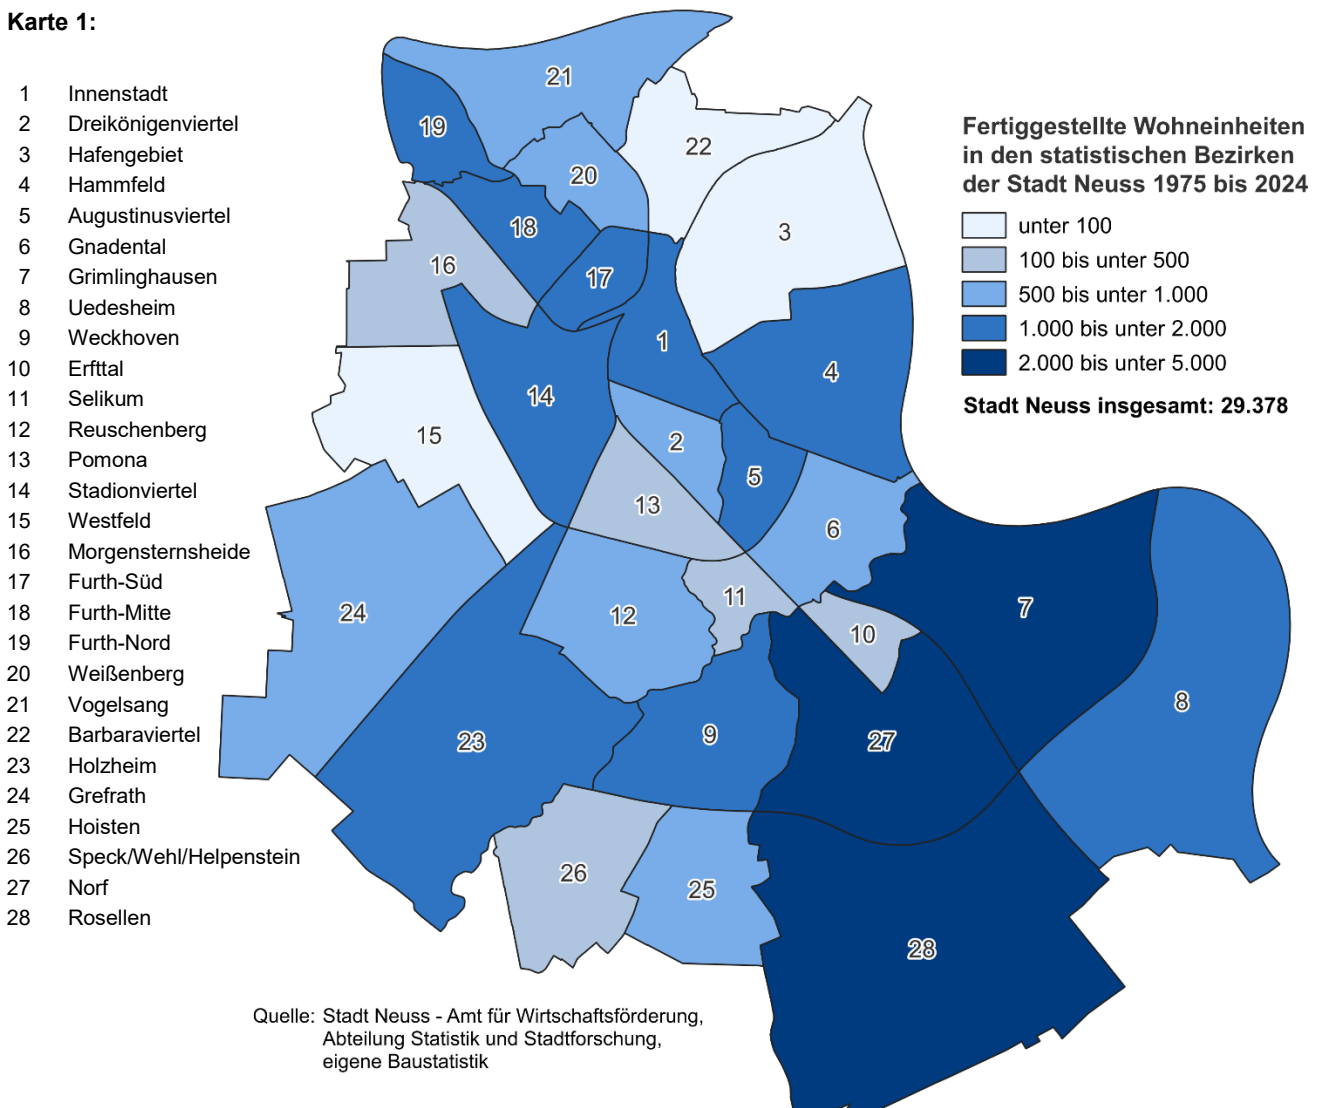 Karte 1:
1 Innenstadt
2 Dreikönigenviertel
3 Hafengebiet
4 Hammfeld
5 Augustinusviertel
6 Gnadental
7 Grimlinghausen
8 Uedesheim
9 Weckhoven
10 Erfttal
11 Selikum
12 Reuschenberg
13 Pomona
14 Stadionviertel
15 Westfeld
16 Morgensternsheide
17 Furth-Süd
18 Furth-Mitte
19 Furth-Nord
20 Weißenberg
21 Vogelsang
22 Barbaraviertel
23 Holzheim
24 Grefrath
25 Hoisten
26 Speck/Wehl/Helpenstein
27 Norf
28 Rosellen
21
19
22
20
18
3
16
17
1
4
14
15
2
5
13
6
11
7
24
12
10
8
23
9
27
26
25
28
Fertiggestellte Wohneinheiten
in den statistischen Bezirken
der Stadt Neuss 1975 bis 2024
unter 100
100 bis unter 500
500 bis unter 1.000
1.000 bis unter 2.000
2.000 bis unter 5.000
Stadt Neuss insgesamt: 29.378
Quelle: Stadt Neuss - Amt für Wirtschaftsförderung,
Abteilung Statistik und Stadtforschung,
eigene Baustatistik